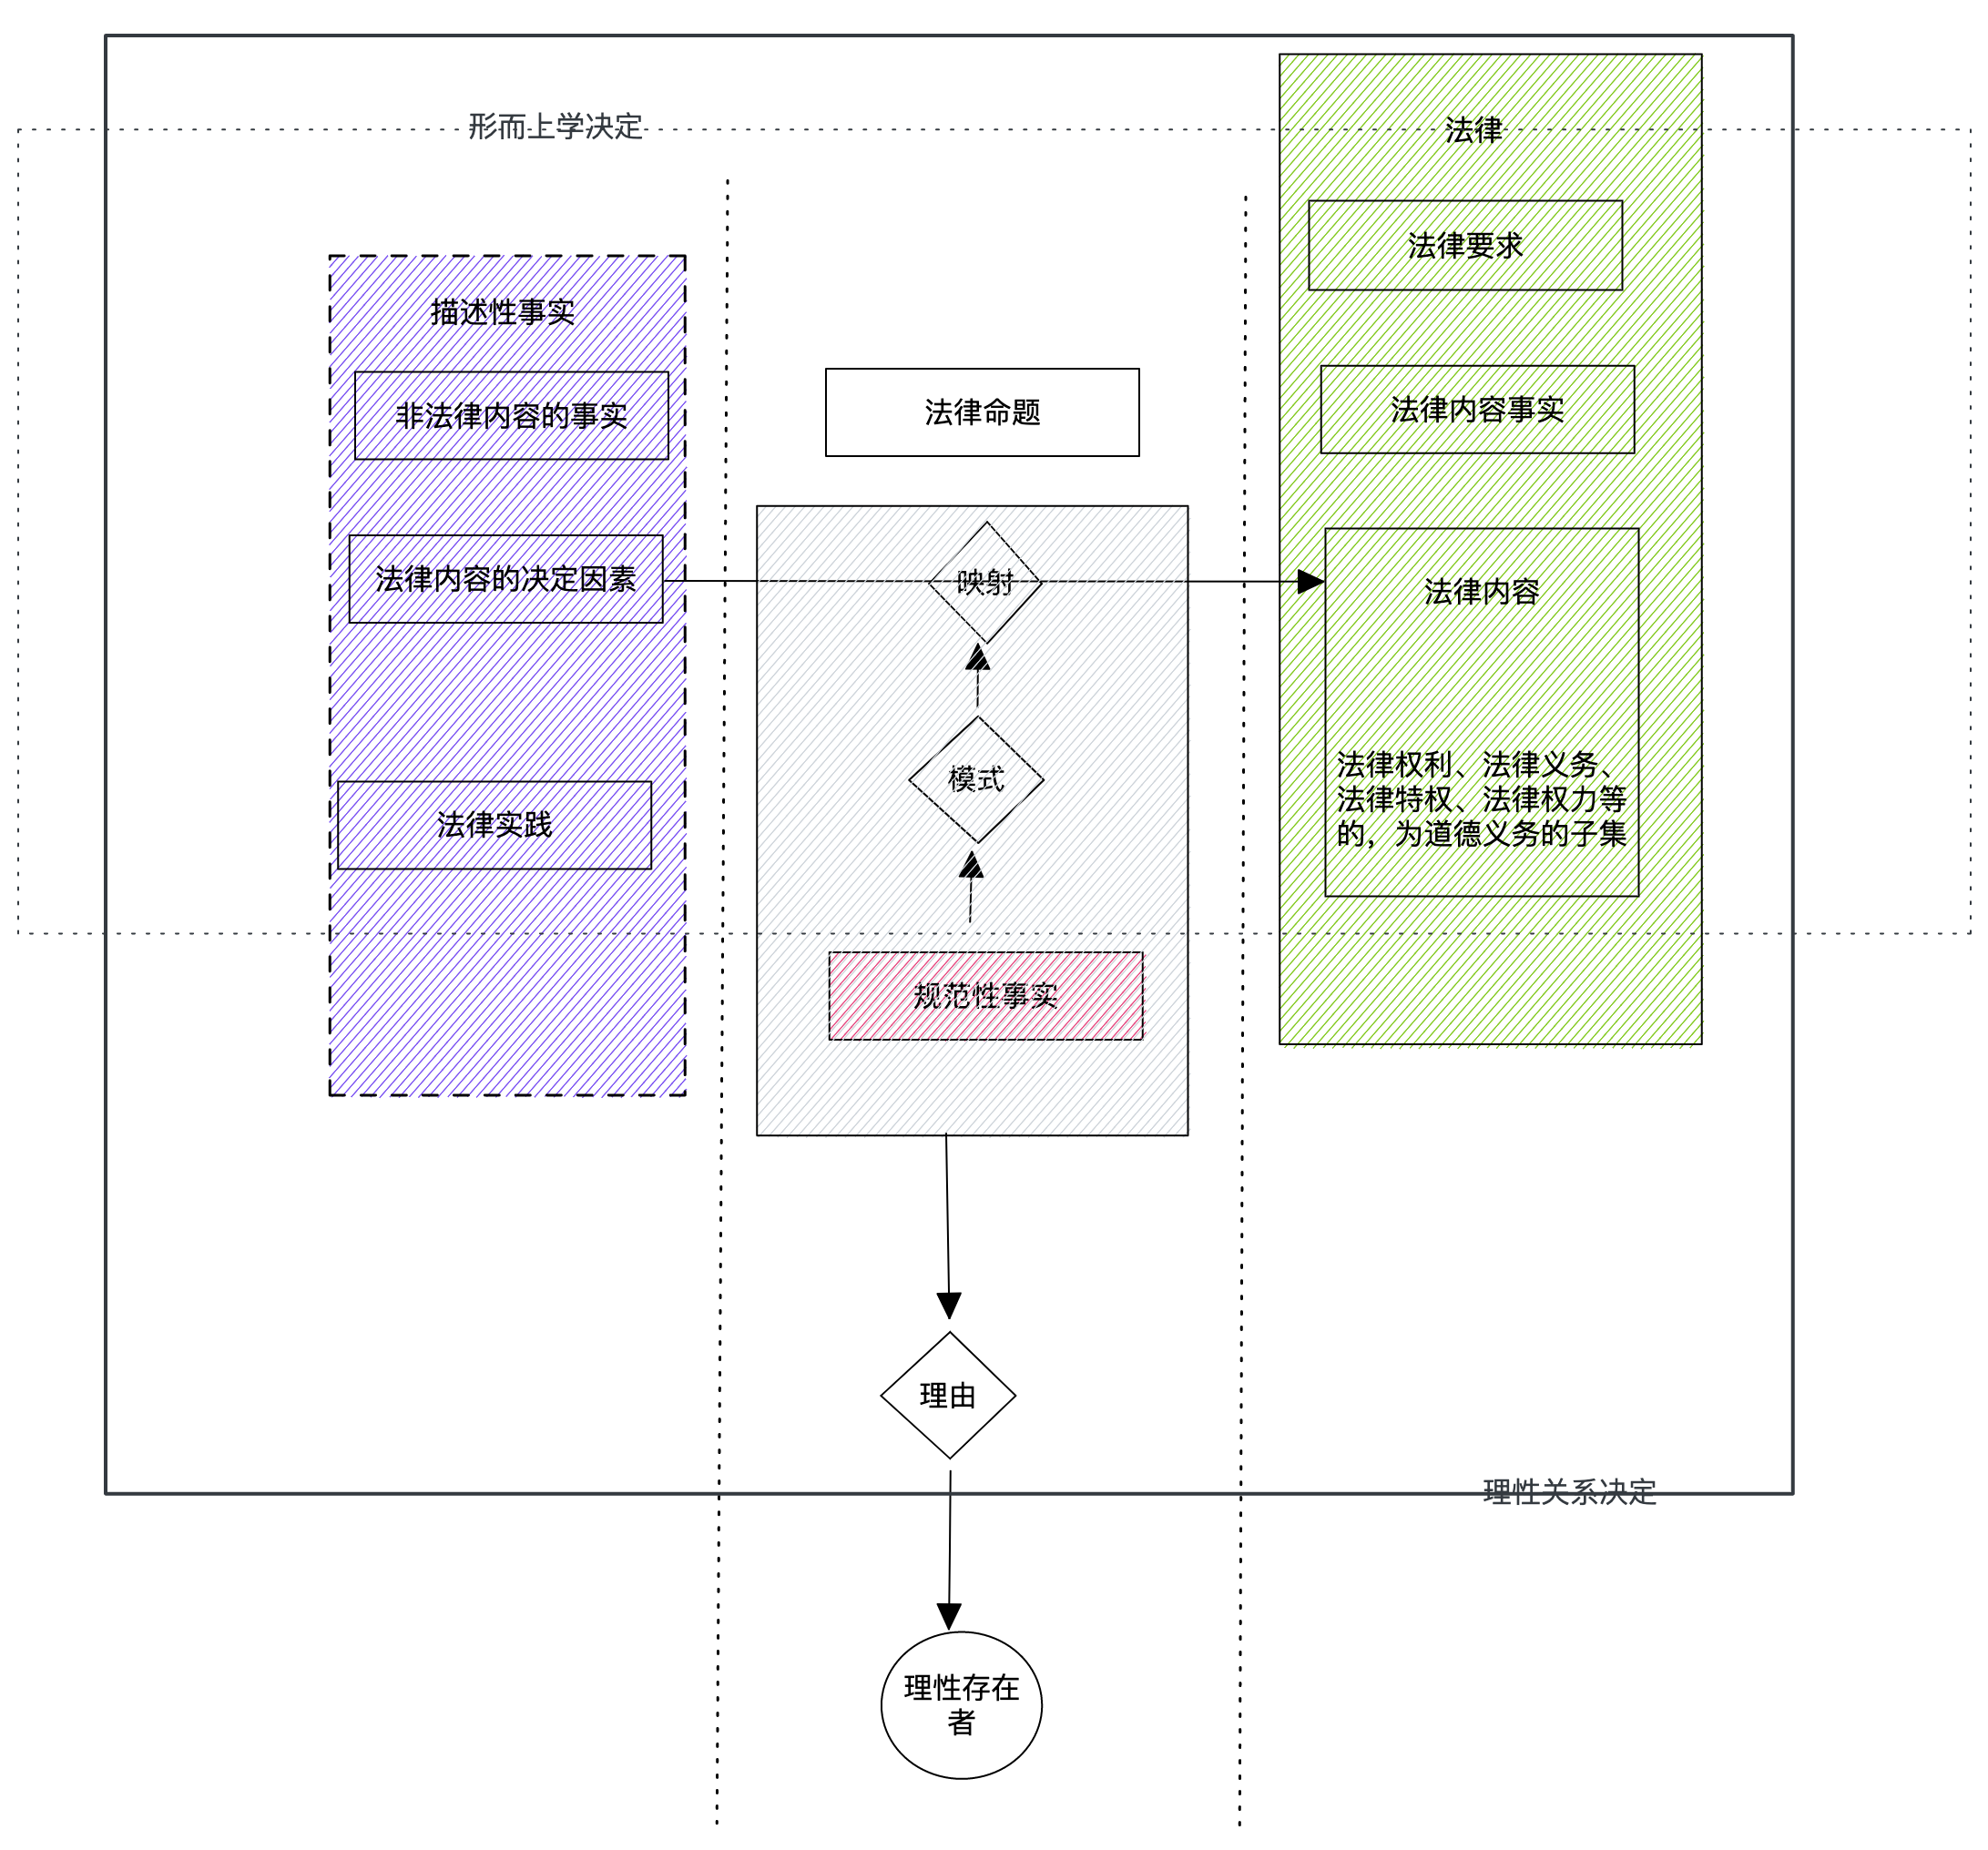 形而上学决定
法律
法律要求
描述性事实
非法律内容的事实
法律命题
法律内容事实
法律内容的决定因素
映射
法律内容
模式
法律权利、法律义务、
法律特权、法律权力等
的，为道德义务的子集
法律实践
规范性事实
理由
理性关系决定
理性存在
者